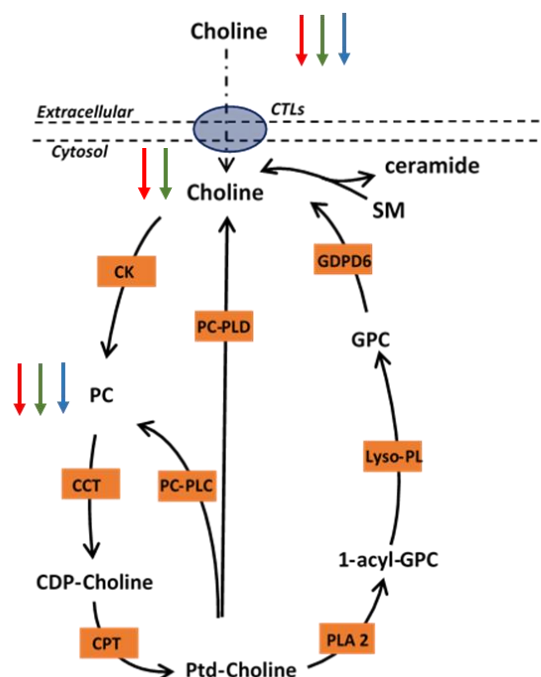 Choline
Extracellular
CTLs
Cytosol
ceramide
Choline
SM
CK
GDPD6
PC-PLD
GPC
PC
CCT
PC-PLC
Lyso-PL
CDP-Choline
1-acyl-GPC
CPT
PLA 2
Ptd-Choline